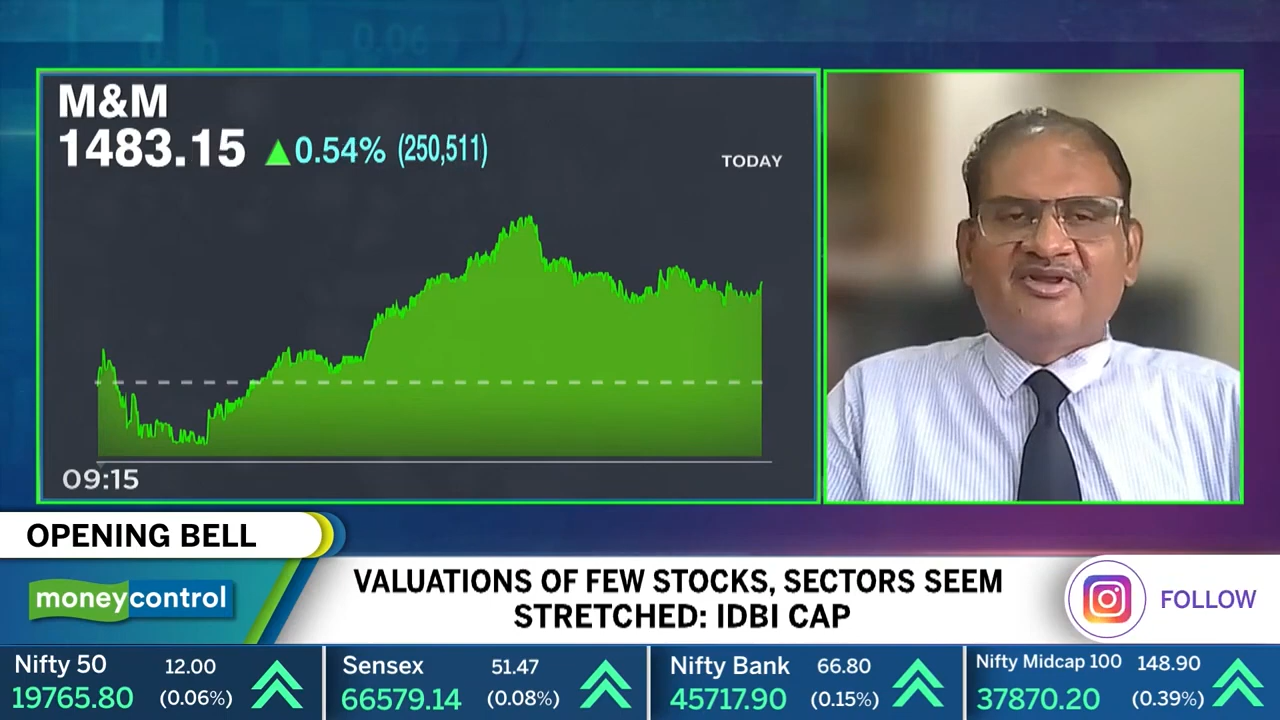 0.06
M&M
1483.15 ▲0.54% (250,511)
TODAY
09:15
OPENING BELL
moneycontrol
VALUATIONS OF FEW STOCKS, SECTORS SEEM
STRETCHED: IDBI CAP
FOLLOW
Nifty 50 12.00
19765.80 (0.06%)
Sensex 51.47
66579.14 (0.08%)
Nifty Bank 66.80
45717.90 (0.15%)
Nifty Midcap 100 148.90
37870.20 (0.39%)